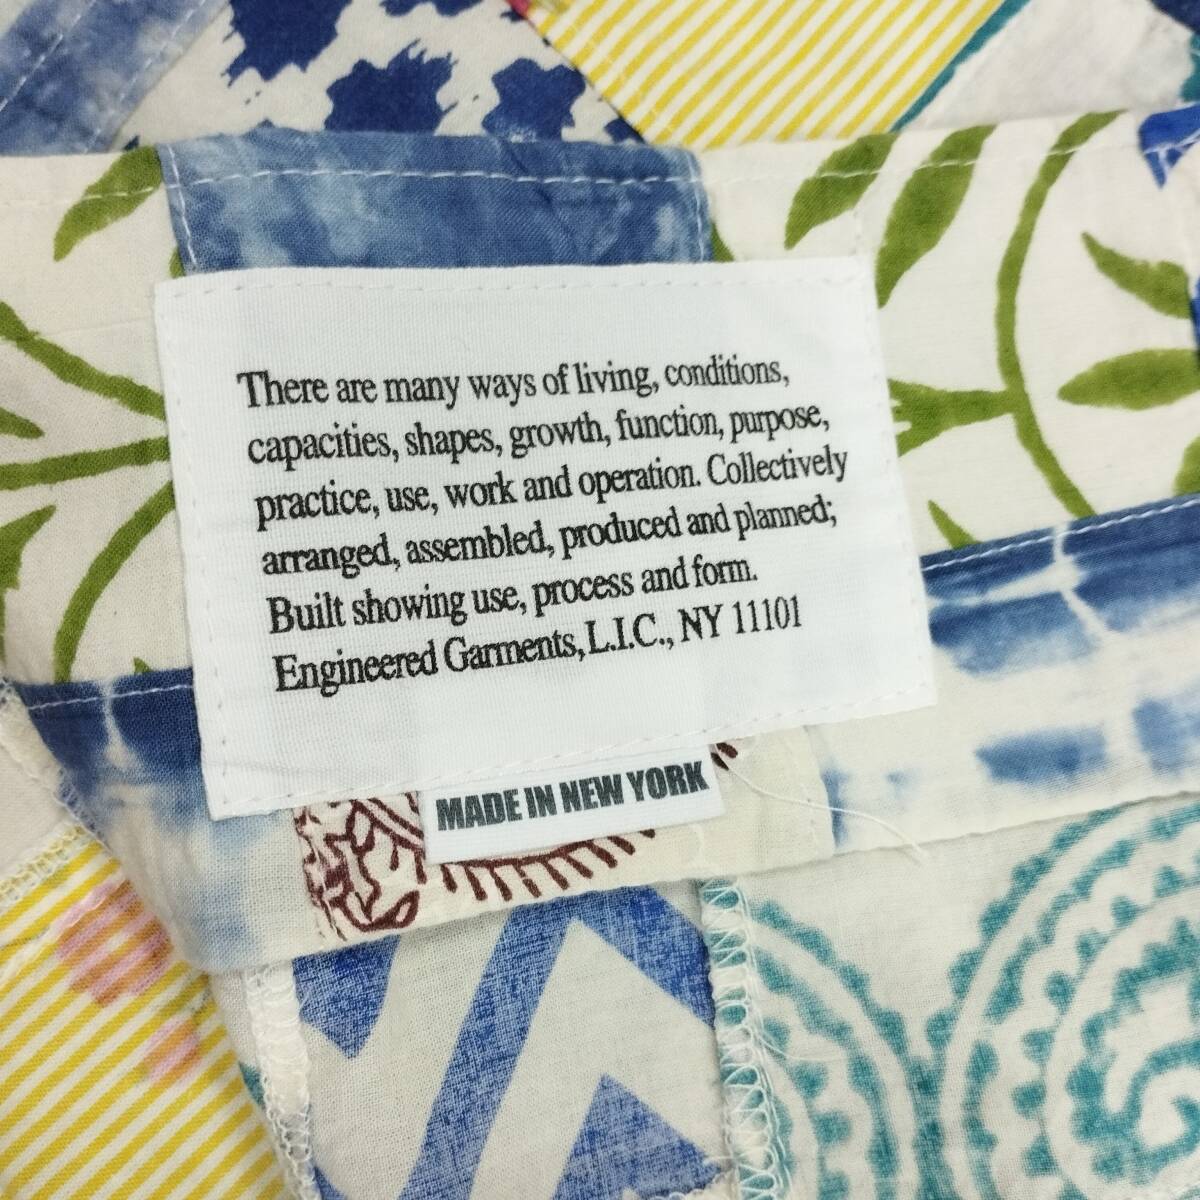 There are many ways of living, conditions,
capacities, shapes, growth, function, purpose,
practice, use, work and operation. Collectively
arranged, assembled, produced and planned;
Built showing use, process and form.
Engineered Garments, L.I.C., NY 11101
MADE IN NEW YORK